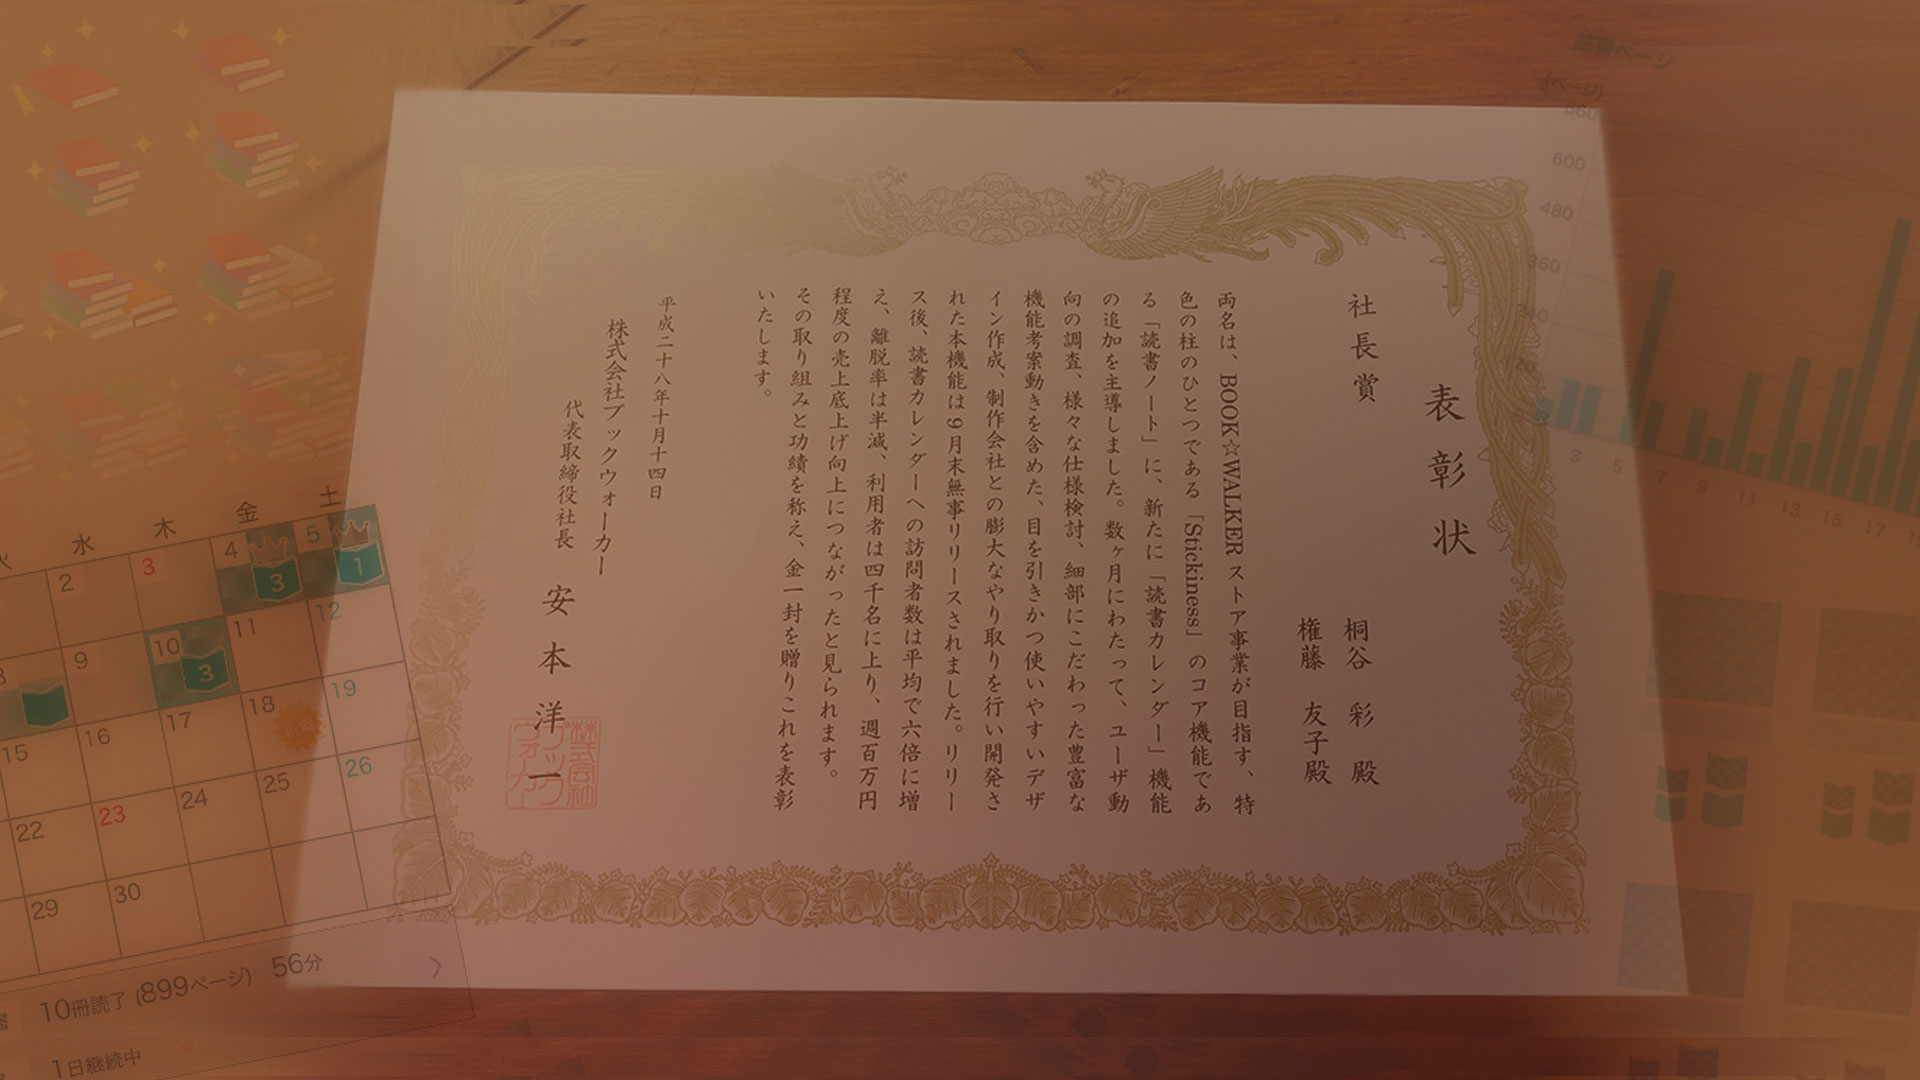 表彰状
社長賞
桐谷 彩 殿
権藤 友子 殿
両名は、BOOK☆WALKERストア事業が目指す、特
色の柱のひとつである「Stickiness」のコア機能であ
る「読書ノート」に、新たに「読書カレンダー」機能
の追加を主導しました。数ヶ月にわたって、ユーザ動
向の調査、様々な仕様検討、細部にこだわった豊富な
機能考案動きを含めた、目を引きかつ使いやすいデザ
イン作成、制作会社との膨大なやり取りを行い開発さ
れた本機能は9月末無事リリースされました。リリー
ス後、読書カレンダーへの訪問者数は平均で六倍に増
え、離脱率は半減、利用者は四千名に上り、週百万円
程度の売上底上げ向上につながったと見られます。
その取り組みと功績を称え、金一封を贈りこれを表彰
いたします。
平成二十八年十月十四日
株式会社ブックウォーカー
代表取締役社長 安本洋一
株式会社
ブックウォーカー
水 木 金 土
2 3 4 3 5 1
9 10 3 11 12
15 16 17 18 19
22 23 24 25 26
29 30
10冊読了 (899ページ) 56分
1日継続中
読書ページ
(ページ)
660
600
480
360
240
120
0
3 5 7 9 11 13 15 17